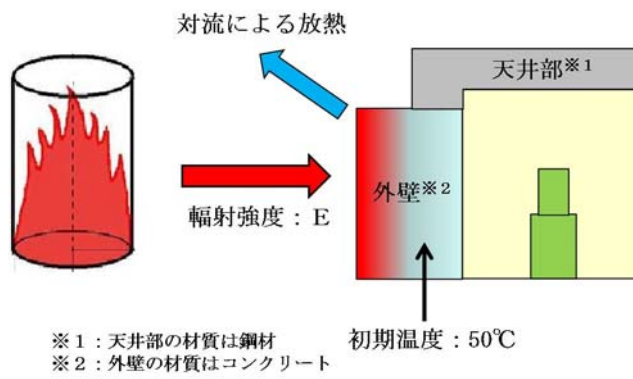 対流による放熱
天井部※1
外壁※2
輻射強度：E
初期温度：50℃
※1：天井部の材質は鋼材
※2：外壁の材質はコンクリート